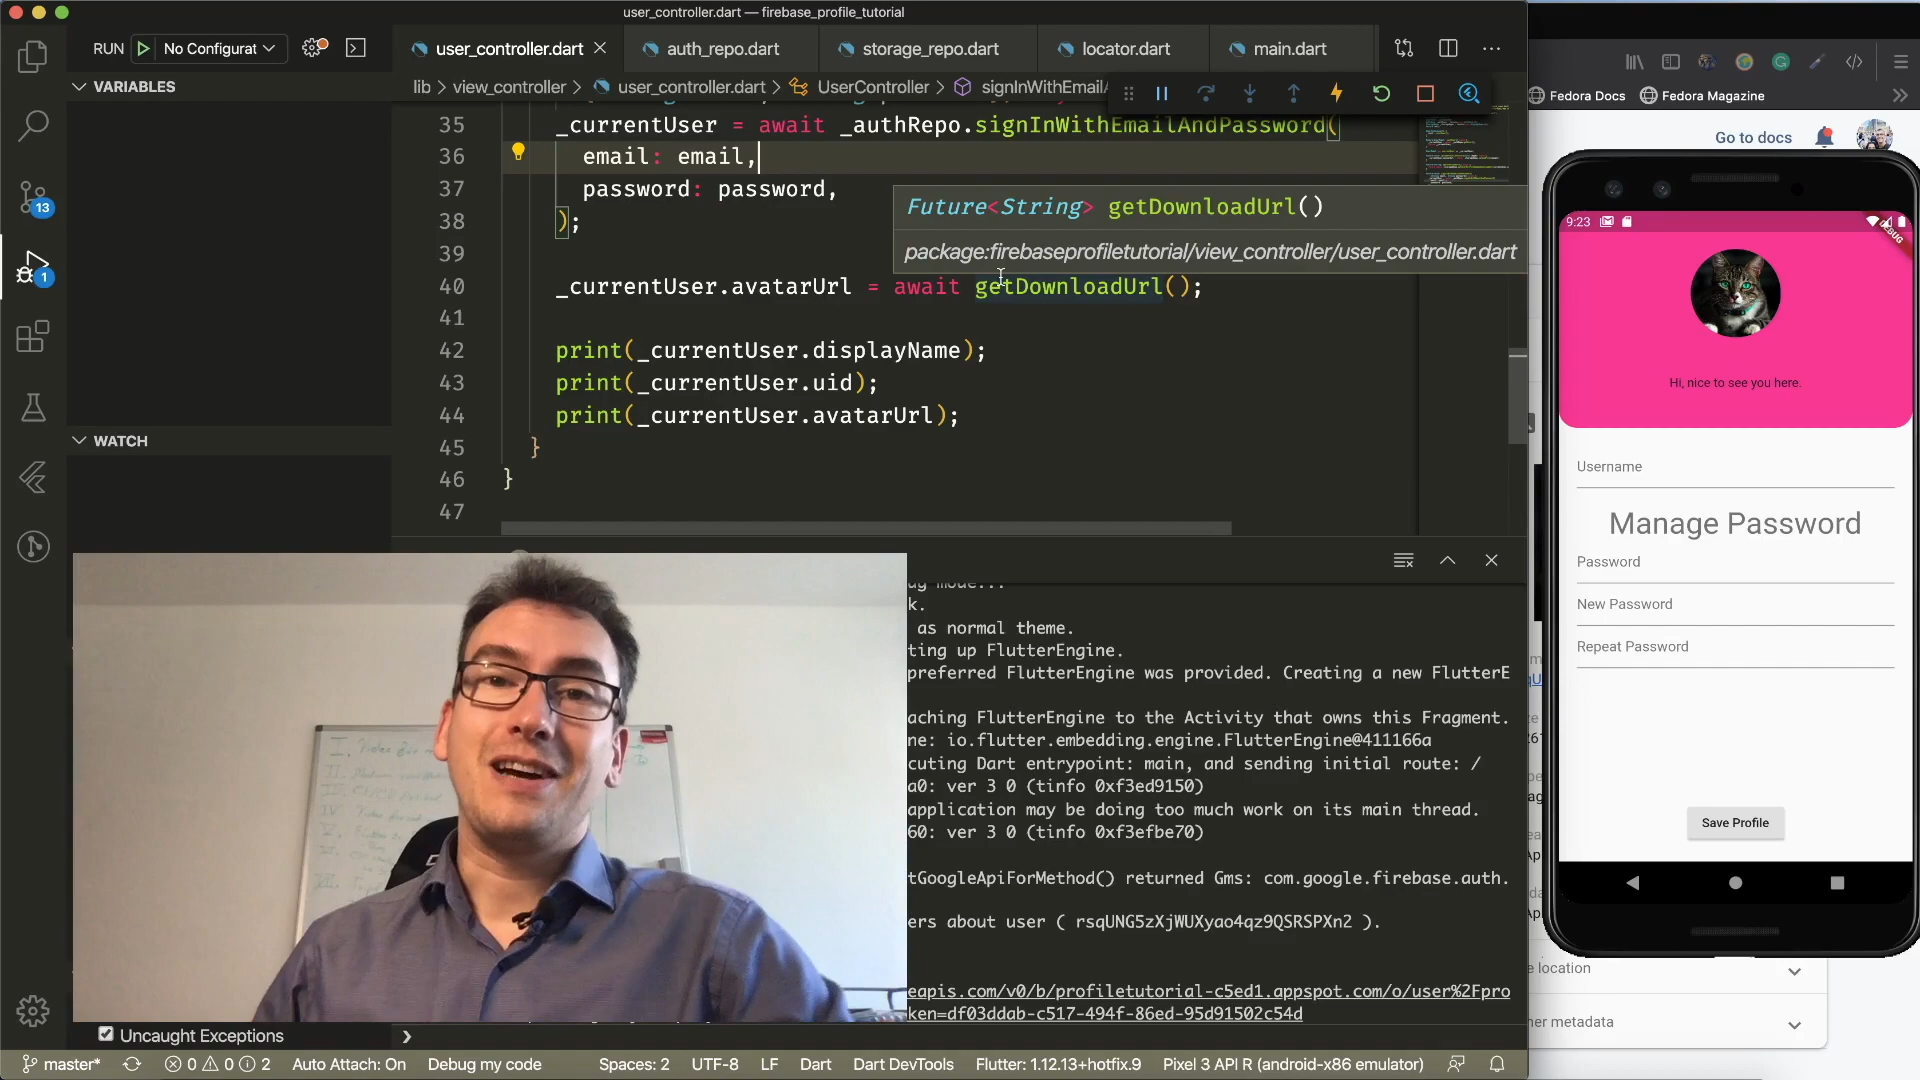 user_controller.dart — firebase_profile_tutorial
RUN
No Configurat
user_controller.dart
auth_repo.dart
storage_repo.dart
locator.dart
main.dart
VARIABLES
lib
view_controller
user_controller.dart
UserController
signInWithEmailA
Fedora Docs
Fedora Magazine
Go to docs
35 _currentUser = await _authRepo.signInWithEmailAndPassword(
36 email: email,
37 password: password,
38 );
39
Future<String> getDownloadUrl()
package:firebaseprofiletutorial/view_controller/user_controller.dart
40 _currentUser.avatarUrl = await getDownloadUrl();
41
42 print(_currentUser.displayName);
43 print(_currentUser.uid);
44 print(_currentUser.avatarUrl);
45 }
46 }
47
13
1
WATCH
9:23
DEBUG
Hi, nice to see you here.
Username
Manage Password
Password
New Password
Repeat Password
Save Profile
k.
as normal theme.
ting up FlutterEngine.
preferred FlutterEngine was provided. Creating a new FlutterE
aching FlutterEngine to the Activity that owns this Fragment.
ne: io.flutter.embedding.engine.FlutterEngine@411166a
cuting Dart entrypoint: main, and sending initial route: /
a0: ver 3 0 (tinfo 0xf3ed9150)
application may be doing too much work on its main thread.
60: ver 3 0 (tinfo 0xf3efbe70)
tGoogleApiForMethod() returned Gms: com.google.firebase.auth.
ers about user ( rsqUNG5zXjWUXyao4qz9QSRSPXn2 ).
eapis.com/v0/b/profiletutorial-c5ed1.appspot.com/o/user%2Fpro
ken=df03ddab-c517-494f-86ed-95d91502c54d
e location
her metadata
Uncaught Exceptions
master*
0
0
2
Auto Attach: On
Debug my code
Spaces: 2
UTF-8
LF
Dart
Dart DevTools
Flutter: 1.12.13+hotfix.9
Pixel 3 API R (android-x86 emulator)